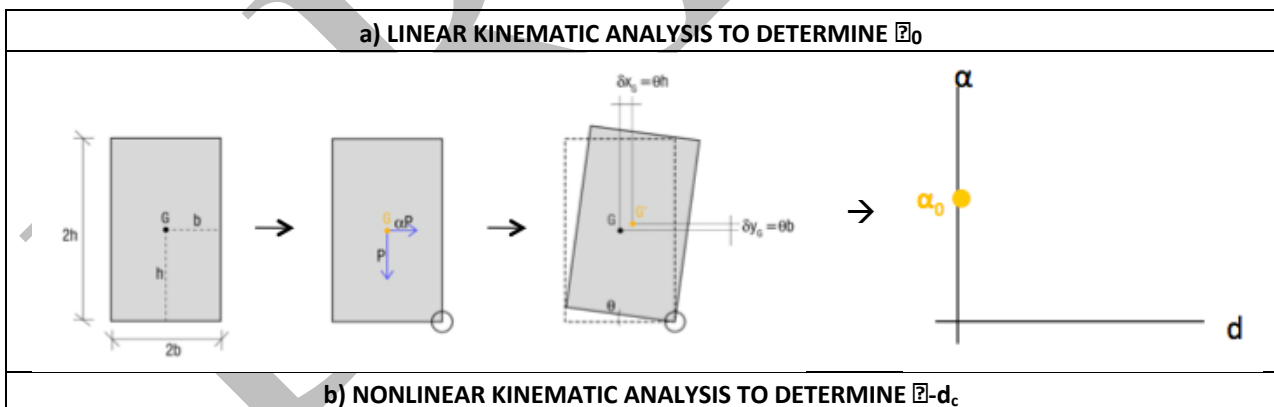 a) LINEAR KINEMATIC ANALYSIS TO DETERMINE ⍰₀
δx_G = θh
α
G
b
2h
h
2b
G
αP
P
G
G'
δy_G = θb
θ
α₀
d
b) NONLINEAR KINEMATIC ANALYSIS TO DETERMINE ⍰-d_c